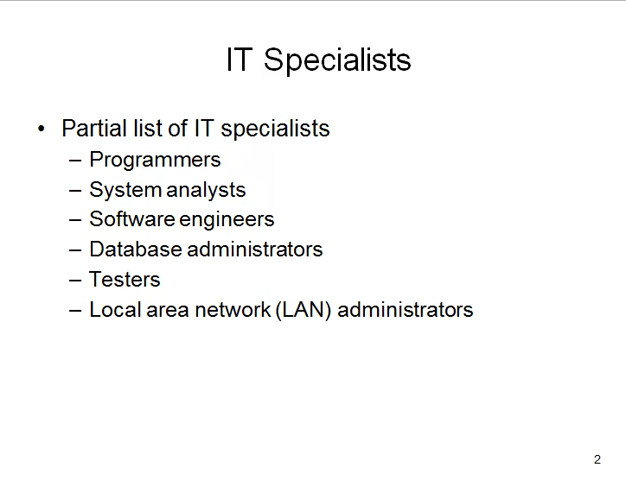 IT Specialists
• Partial list of IT specialists
– Programmers
– System analysts
– Software engineers
– Database administrators
– Testers
– Local area network (LAN) administrators
2